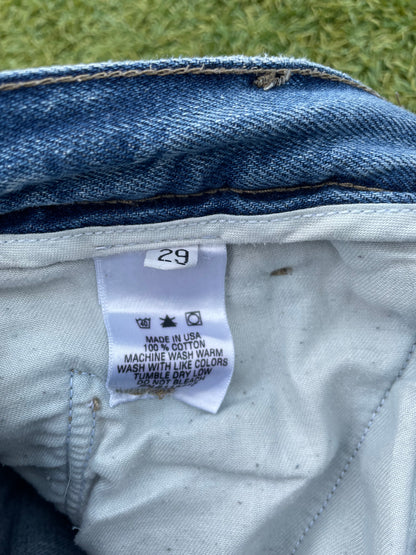 29
MADE IN USA
100 % COTTON
MACHINE WASH WARM
WASH WITH LIKE COLORS
TUMBLE DRY LOW
DO NOT BLEACH